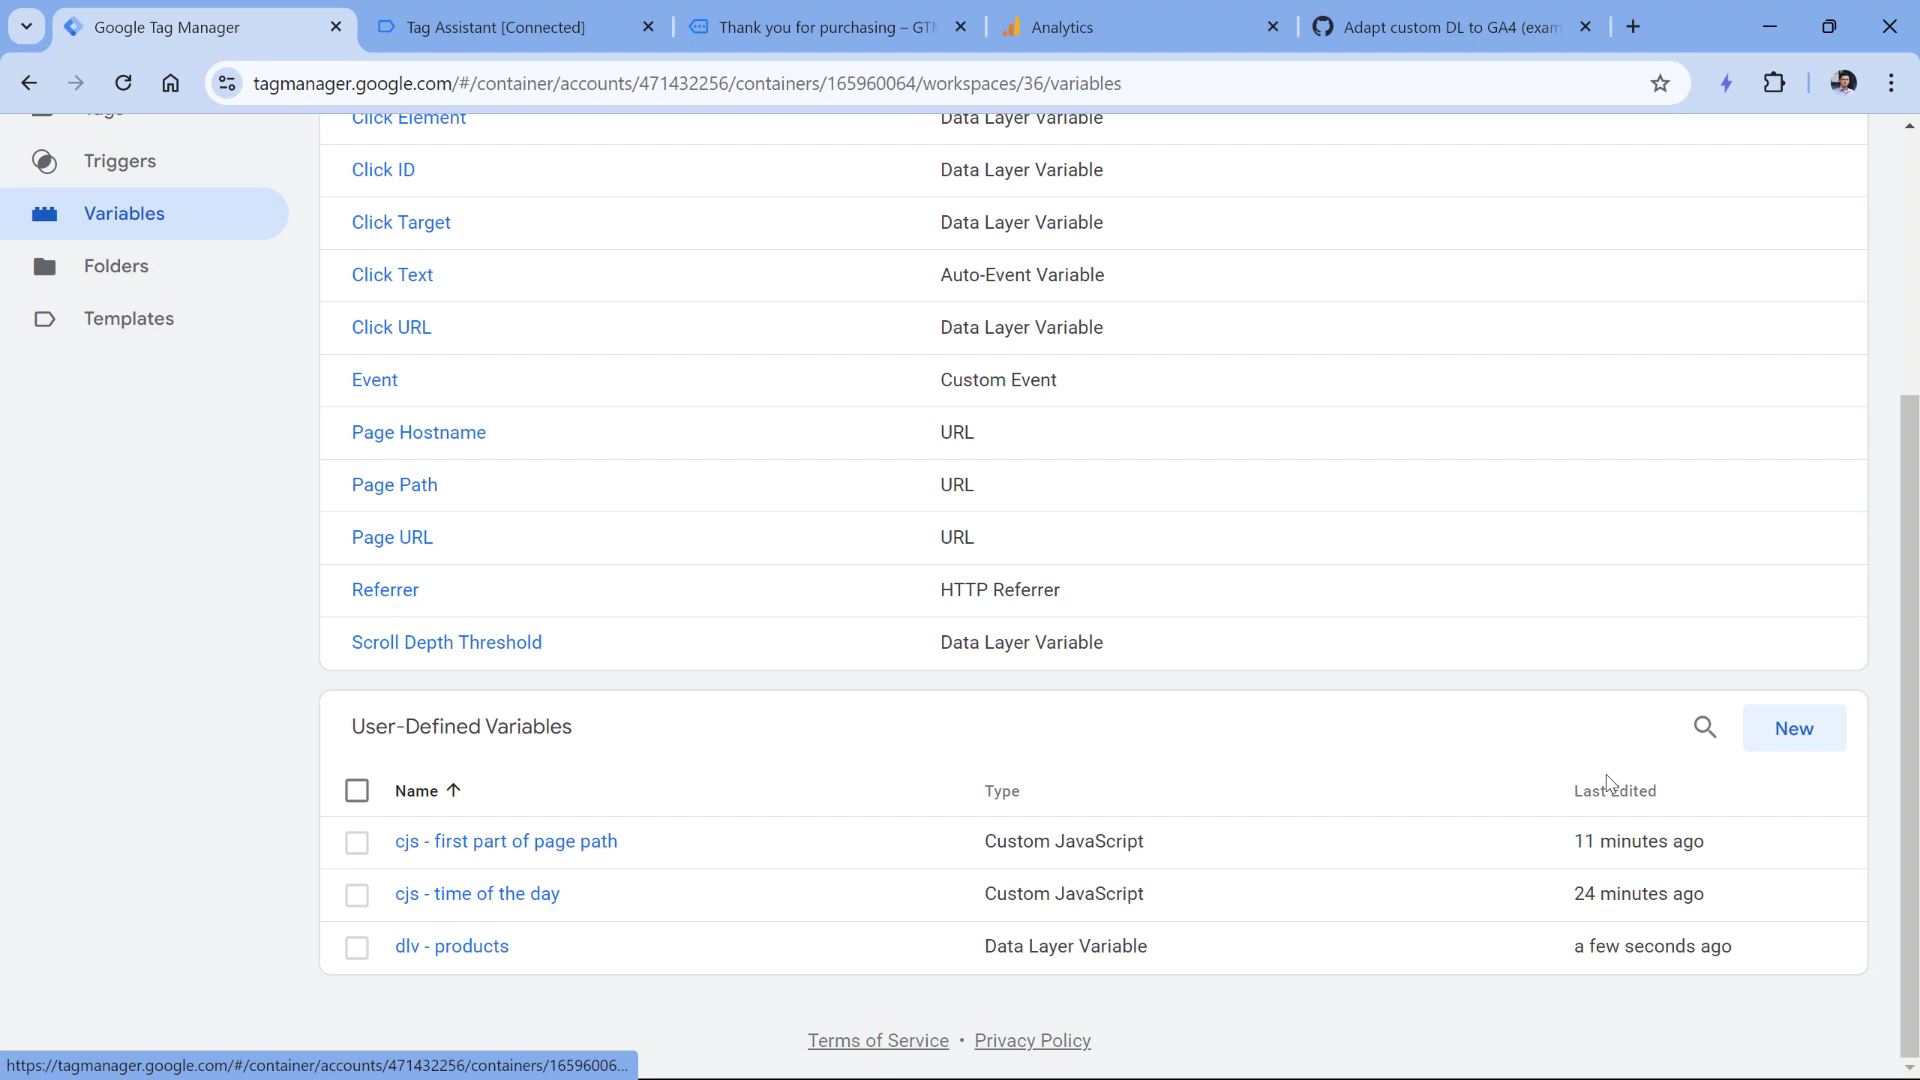 Google Tag Manager
Tag Assistant [Connected]
Thank you for purchasing – GTM
Analytics
Adapt custom DL to GA4 (exam
tagmanager.google.com/#/container/accounts/471432256/containers/165960064/workspaces/36/variables
Tags
Click Element
Data Layer Variable
Triggers
Click ID
Data Layer Variable
Variables
Click Target
Data Layer Variable
Folders
Click Text
Auto-Event Variable
Templates
Click URL
Data Layer Variable
Event
Custom Event
Page Hostname
URL
Page Path
URL
Page URL
URL
Referrer
HTTP Referrer
Scroll Depth Threshold
Data Layer Variable
User-Defined Variables
New
Name
Type
Last Edited
cjs - first part of page path
Custom JavaScript
11 minutes ago
cjs - time of the day
Custom JavaScript
24 minutes ago
dlv - products
Data Layer Variable
a few seconds ago
Terms of Service • Privacy Policy
https://tagmanager.google.com/#/container/accounts/471432256/containers/16596006...